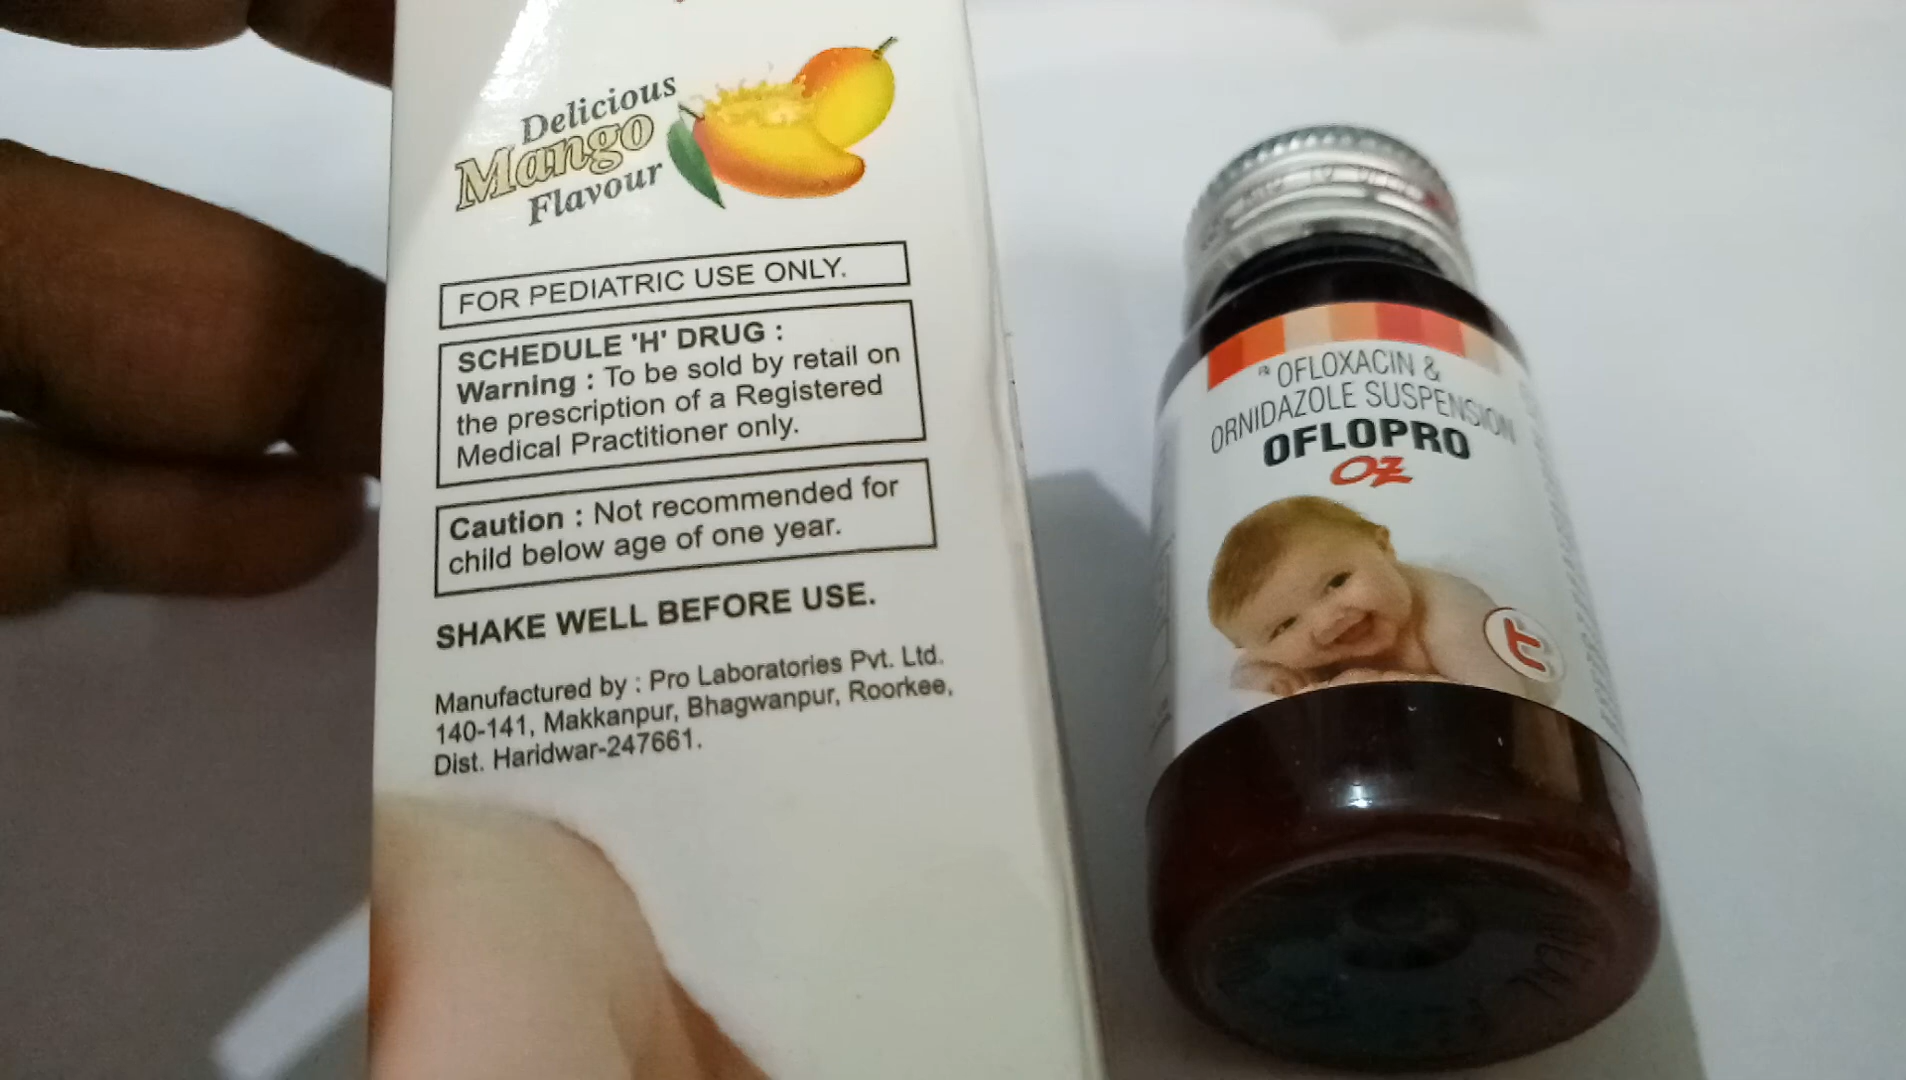 Delicious
Mango
Flavour
FOR PEDIATRIC USE ONLY.
SCHEDULE 'H' DRUG :
Warning : To be sold by retail on
the prescription of a Registered
Medical Practitioner only.
Caution : Not recommended for
child below age of one year.
SHAKE WELL BEFORE USE.
Manufactured by : Pro Laboratories Pvt. Ltd.
140-141, Makkanpur, Bhagwanpur, Roorkee,
Dist. Haridwar-247661.
OFLOXACIN &
ORNIDAZOLE SUSPENSION
OFLOPRO
OZ